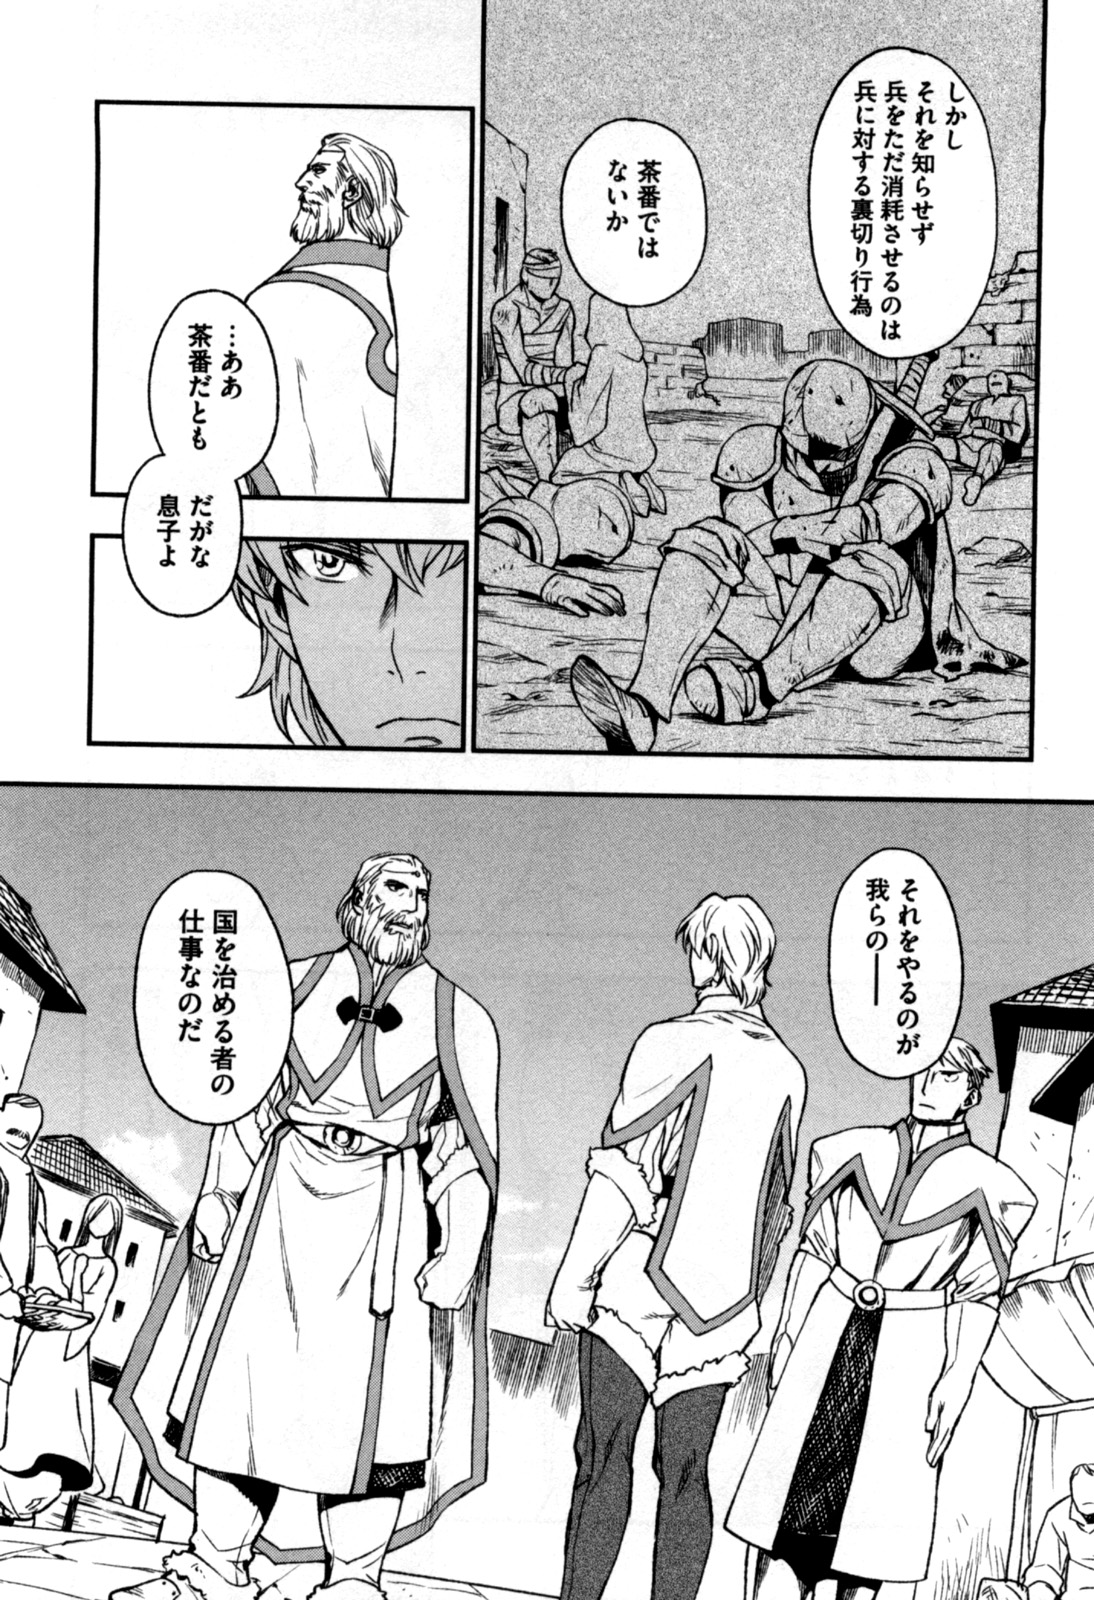 しかし
それを知らせず
兵をただ消耗させるのは
兵に対する裏切り行為
茶番では
ないか
…ああ
茶番だとも
だがな
息子よ
それをやるのが
我らの――
国を治める者の
仕事なのだ